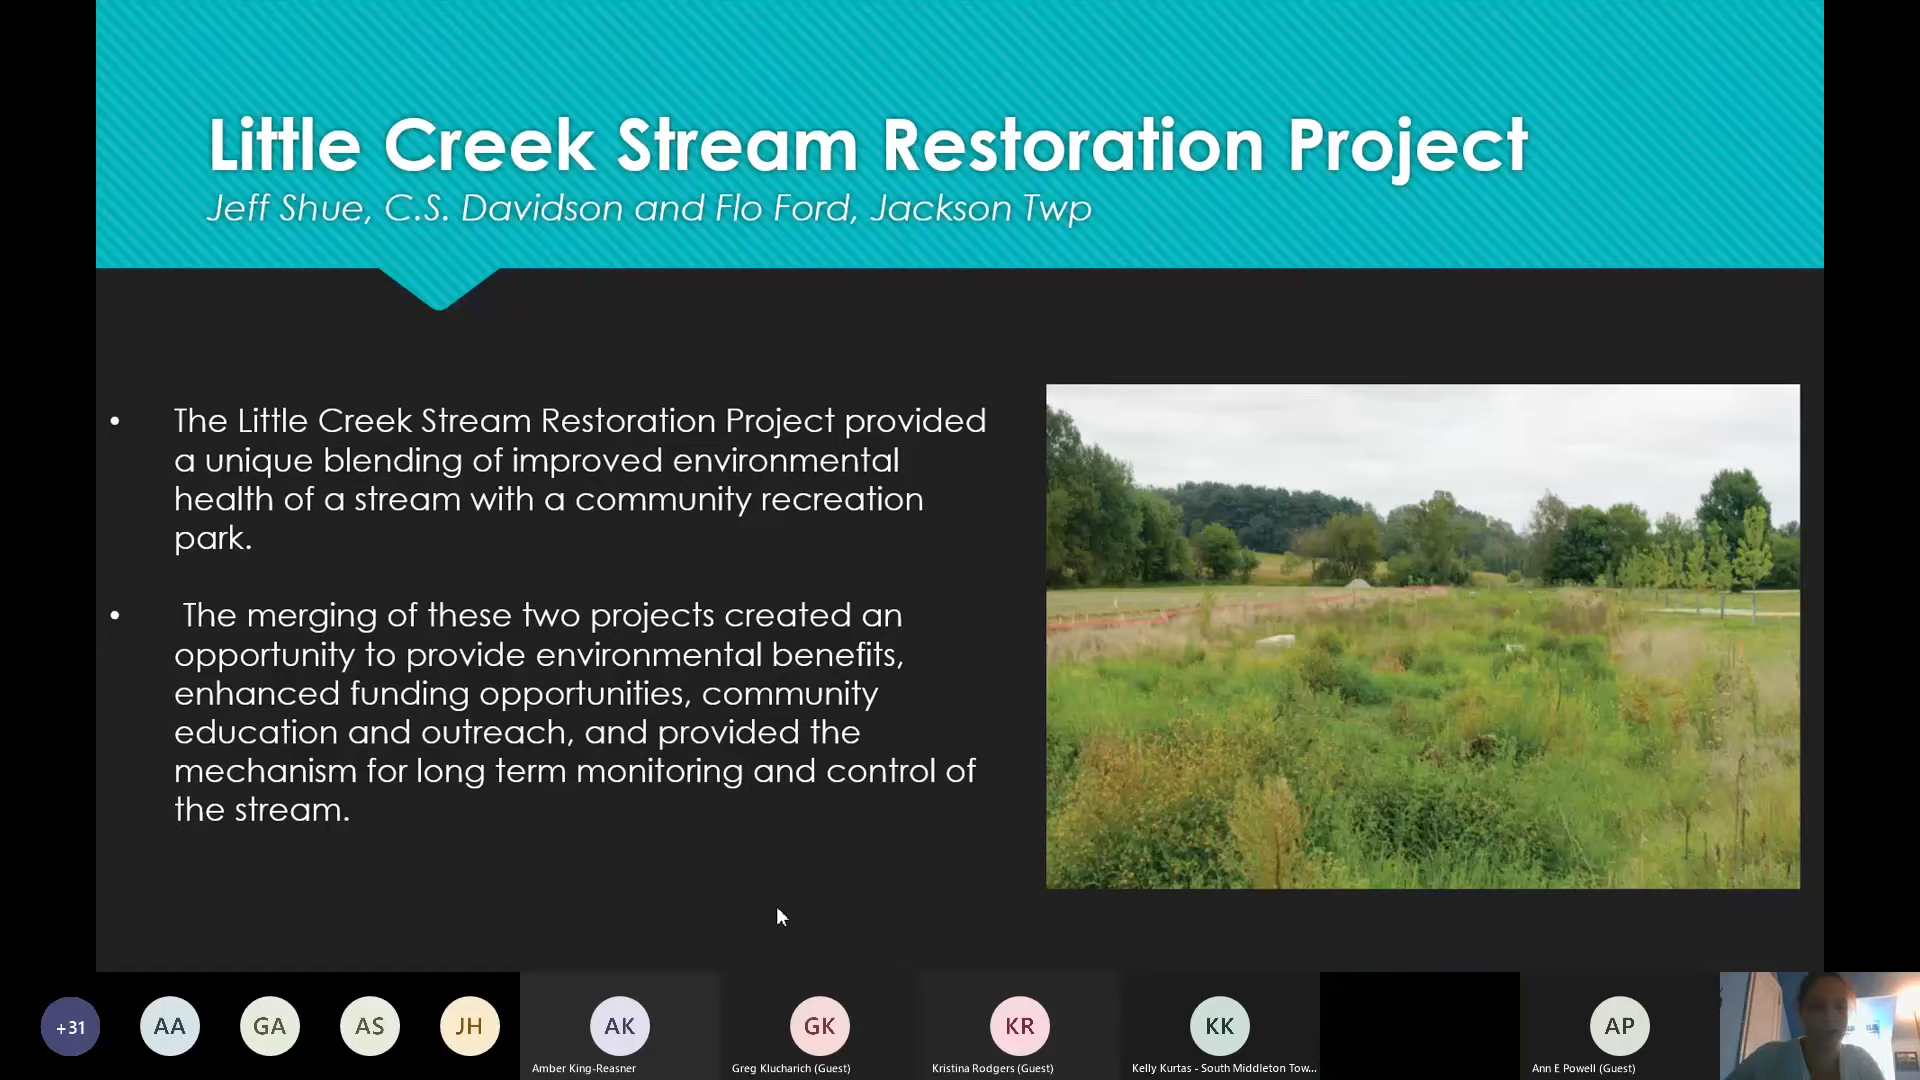 Little Creek Stream Restoration Project
Jeff Shue, C.S. Davidson and Flo Ford, Jackson Twp
• The Little Creek Stream Restoration Project provided
a unique blending of improved environmental
health of a stream with a community recreation
park.
• The merging of these two projects created an
opportunity to provide environmental benefits,
enhanced funding opportunities, community
education and outreach, and provided the
mechanism for long term monitoring and control of
the stream.
+31
AA
GA
AS
JH
AK
GK
KR
KK
AP
Amber King-Reasner
Greg Klucharich (Guest)
Kristina Rodgers (Guest)
Kelly Kurtas - South Middleton Tow...
Ann E Powell (Guest)